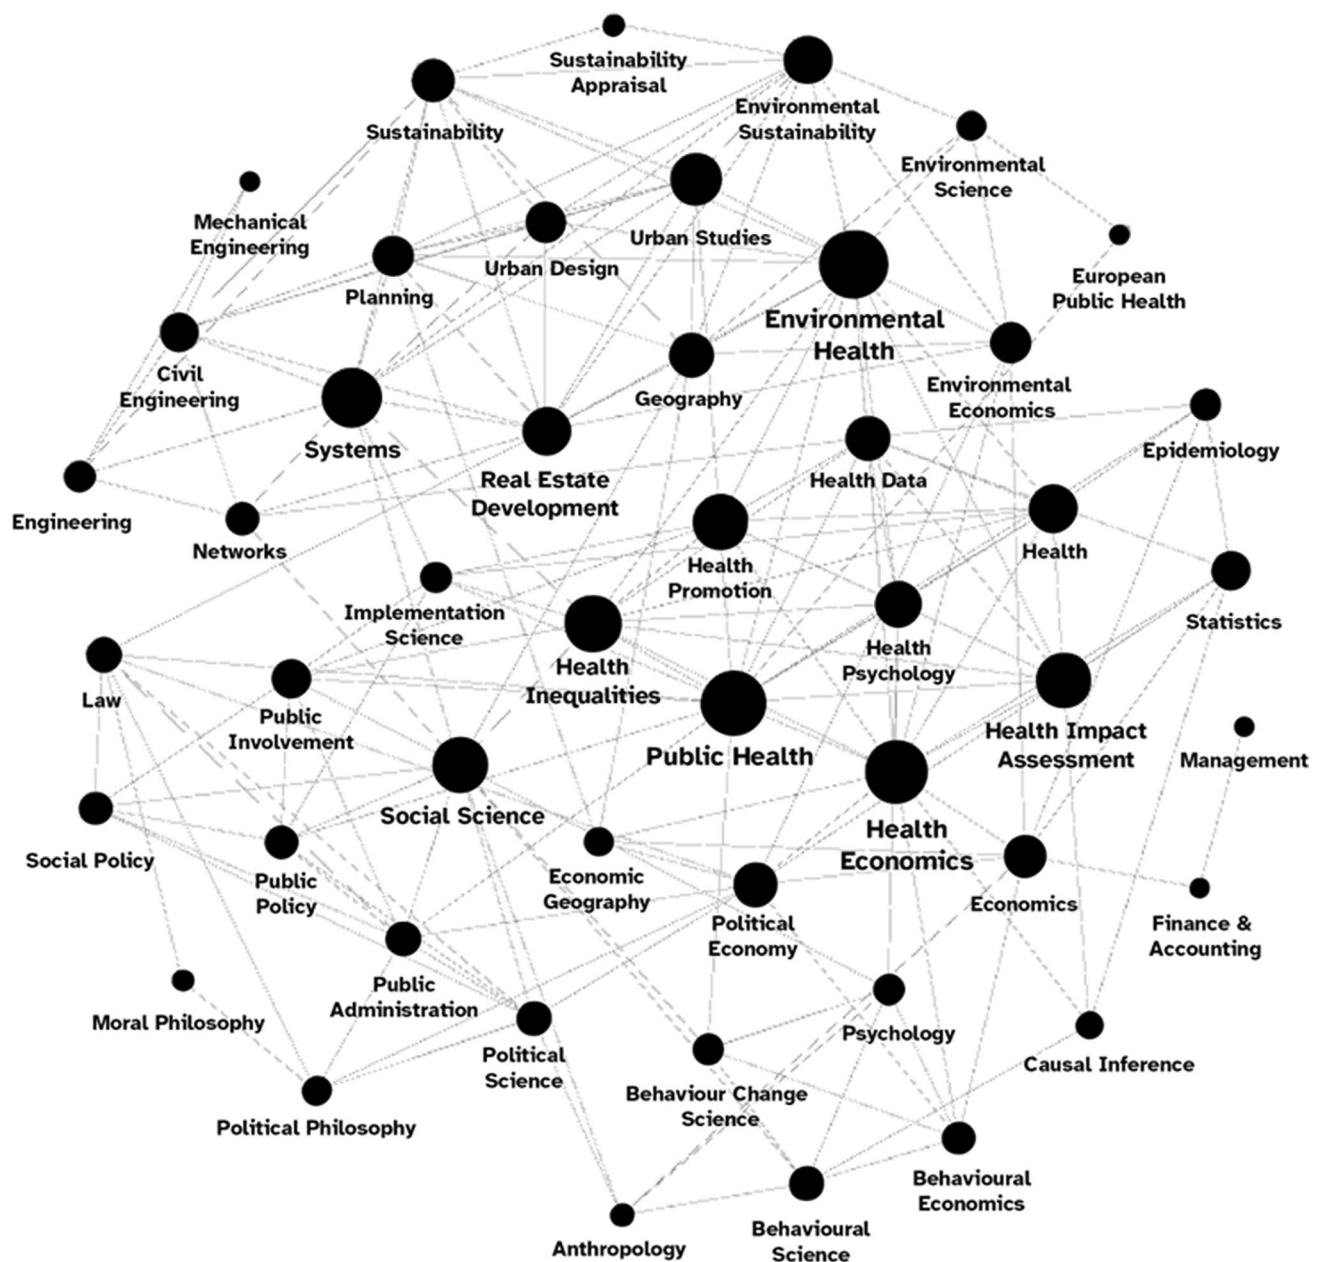 Sustainability
Appraisal
Sustainability
Environmental
Sustainability
Environmental
Science
Mechanical
Engineering
Urban Studies
Urban Design
European
Public Health
Planning
Environmental
Health
Civil
Engineering
Geography
Environmental
Economics
Systems
Epidemiology
Real Estate
Development
Health Data
Engineering
Networks
Health
Health
Promotion
Implementation
Science
Statistics
Health
Psychology
Health
Inequalities
Law
Public
Involvement
Public Health
Health Impact
Assessment
Management
Social Science
Health
Economics
Social Policy
Public
Policy
Economic
Geography
Economics
Political
Economy
Finance &
Accounting
Public
Administration
Moral Philosophy
Psychology
Political
Science
Causal Inference
Behaviour Change
Science
Political Philosophy
Behavioural
Economics
Anthropology
Behavioural
Science